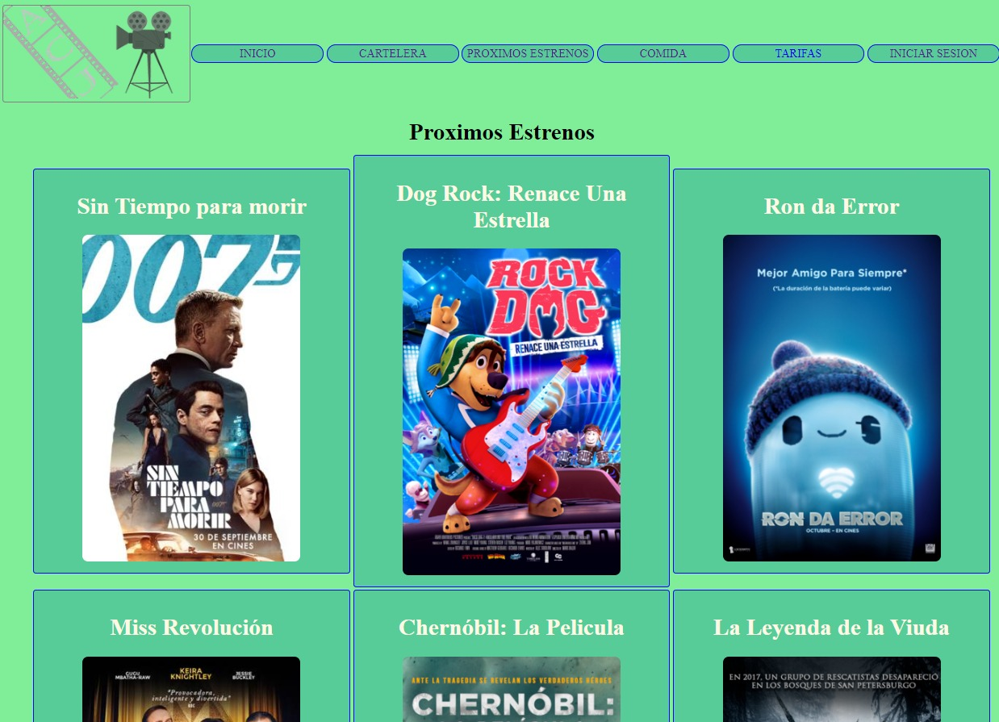 AUG
INICIO
CARTELERA
PROXIMOS ESTRENOS
COMIDA
TARIFAS
INICIAR SESION
Proximos Estrenos
Sin Tiempo para morir
007
SIN
TIEMPO
PARA
MORIR
007
30 DE SEPTIEMBRE
EN CINES
Dog Rock: Renace Una
Estrella
ROCK
DOG
RENACE UNA ESTRELLA
Ron da Error
Mejor Amigo Para Siempre*
(*La duración de la batería puede variar)
RON DA ERROR
OCTUBRE - EN CINES
Miss Revolución
GUGU
MBATHA-RAW
KEIRA
KNIGHTLEY
JESSIE
BUCKLEY
"Provocadora,
inteligente y divertida"
Chernóbil: La Pelicula
ANTE LA TRAGEDIA SE REVELAN LOS VERDADEROS HÉROES
CHERNÓBIL:
La Leyenda de la Viuda
EN 2017, UN GRUPO DE RESCATISTAS DESAPARECIÓ
EN LOS BOSQUES DE SAN PETERSBURGO